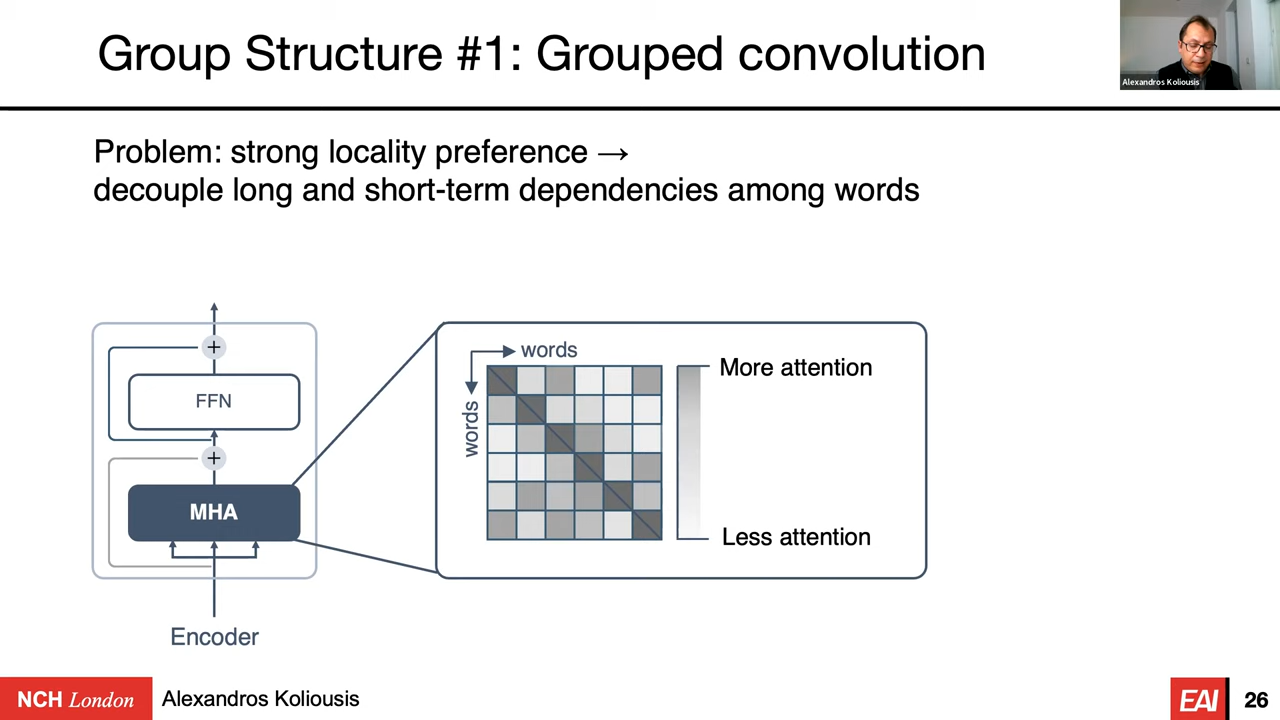 Group Structure #1: Grouped convolution
Alexandros Koliousis
Problem: strong locality preference →
decouple long and short-term dependencies among words
+
FFN
+
MHA
Encoder
words
words
More attention
Less attention
NCH London
Alexandros Koliousis
EAI
26